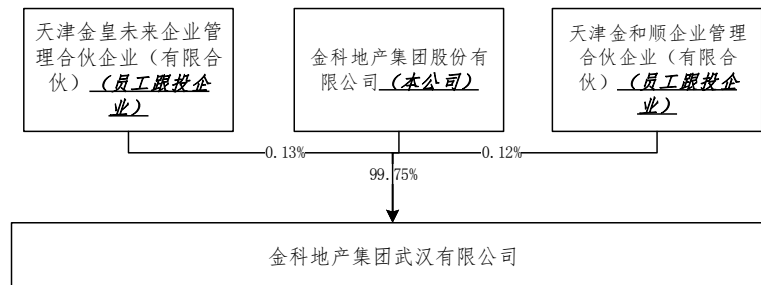 天津金皇未来企业管
理合伙企业（有限合
伙）（员工跟投企
业）
金科地产集团股份有
限公司（本公司）
天津金和顺企业管理
合伙企业（有限合
伙）（员工跟投企
业）
0.13%
99.75%
0.12%
金科地产集团武汉有限公司